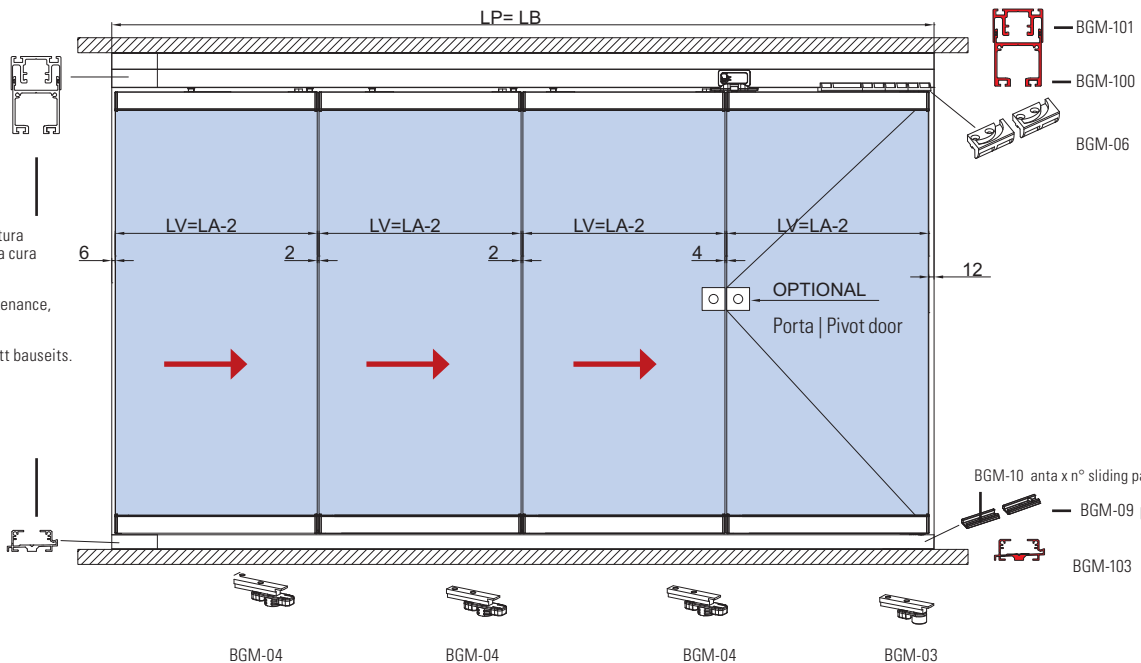 LP= LB
BGM-101
BGM-100
BGM-06
LV=LA-2
LV=LA-2
LV=LA-2
LV=LA-2
6
2
2
4
12
tura
a cura
enance,
tt bauseits.
OPTIONAL
Porta | Pivot door
BGM-10 anta x n° sliding pa
BGM-09
BGM-103
BGM-04
BGM-04
BGM-04
BGM-03